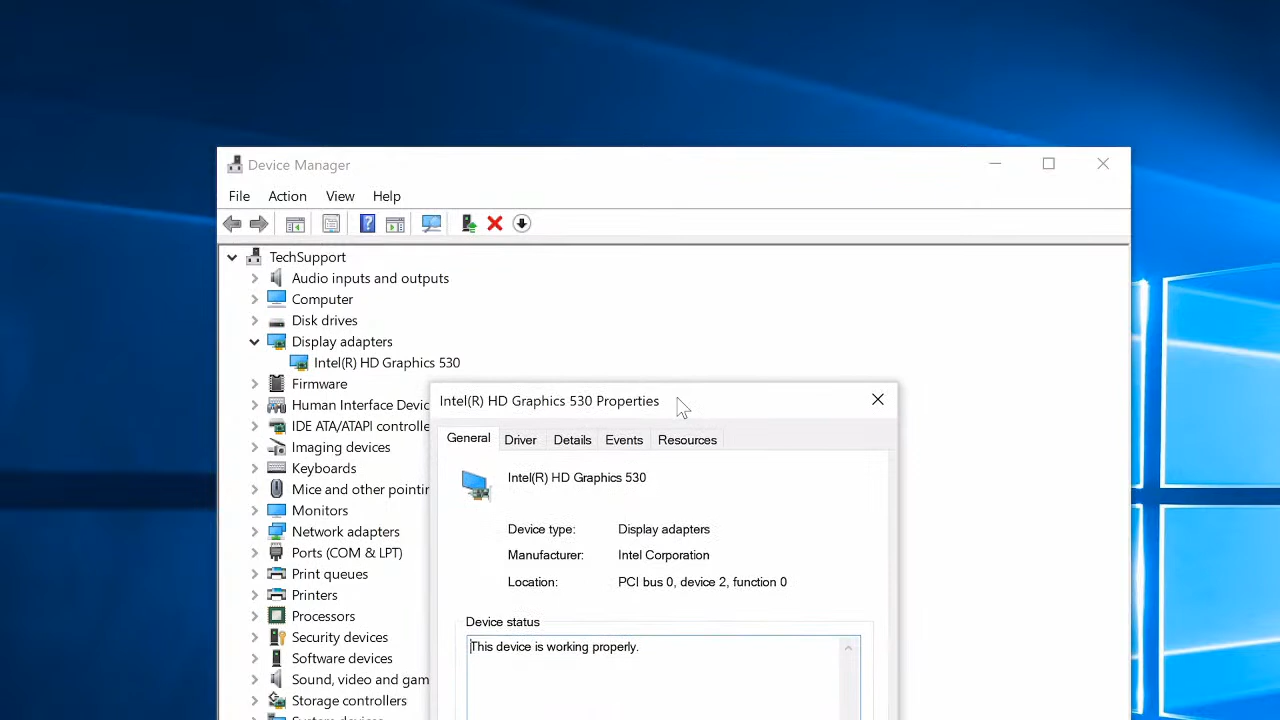 Device Manager
File Action View Help
TechSupport
Audio inputs and outputs
Computer
Disk drives
Display adapters
Intel(R) HD Graphics 530
Firmware
Human Interface Devic
IDE ATA/ATAPI controlle
Imaging devices
Keyboards
Mice and other pointin
Monitors
Network adapters
Ports (COM & LPT)
Print queues
Printers
Processors
Security devices
Software devices
Sound, video and gam
Storage controllers
System devices
Intel(R) HD Graphics 530 Properties
General Driver Details Events Resources
Intel(R) HD Graphics 530
Device type: Display adapters
Manufacturer: Intel Corporation
Location: PCI bus 0, device 2, function 0
Device status
This device is working properly.